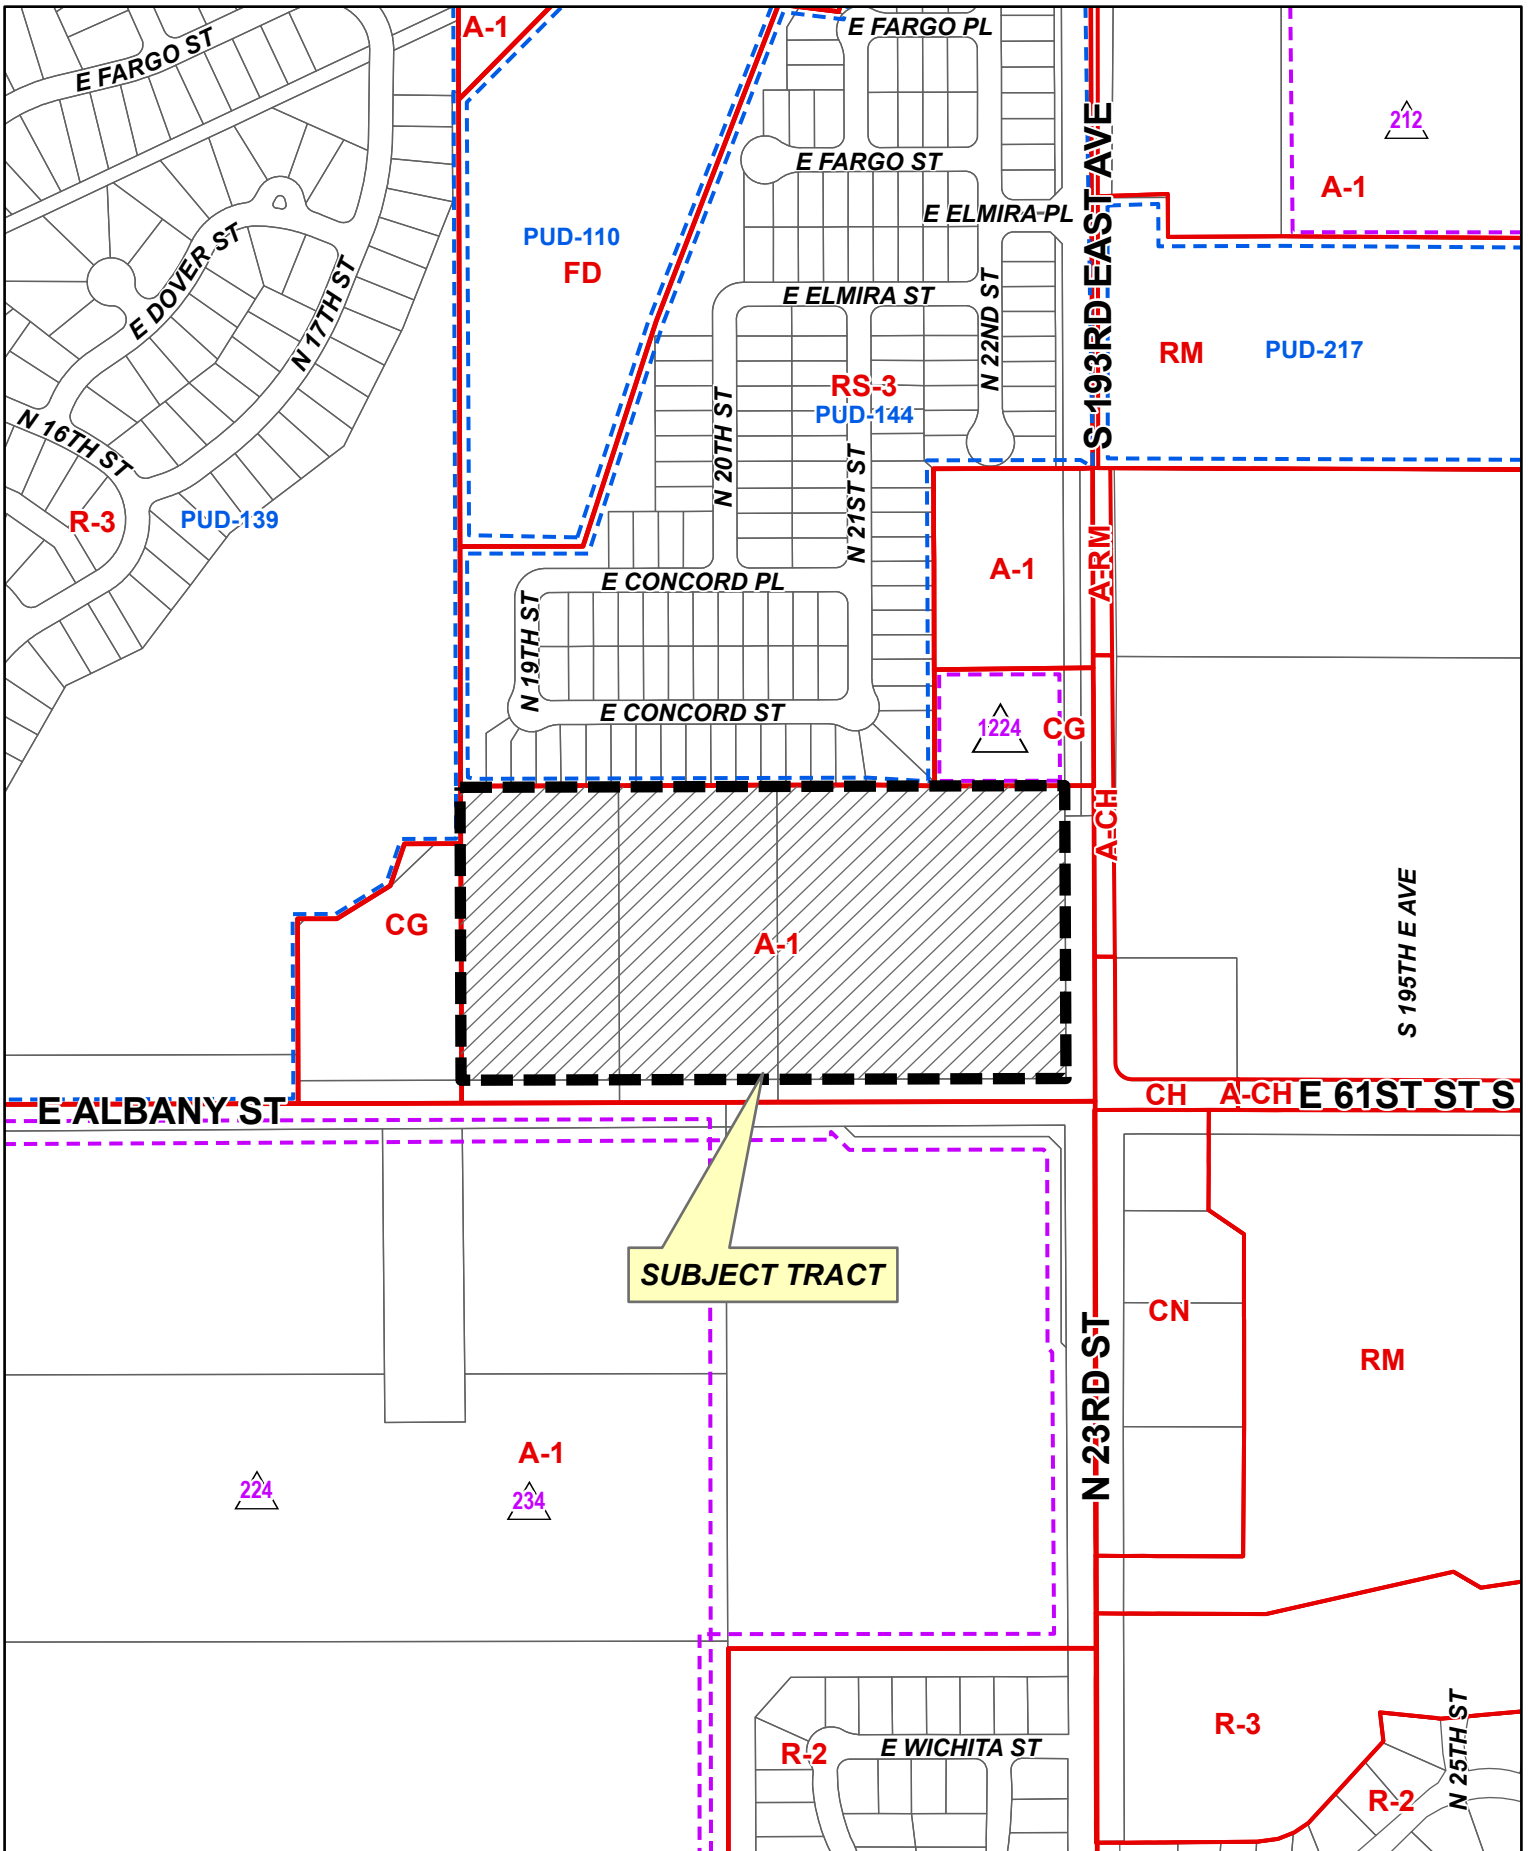 A-1
E FARGO PL
E FARGO ST
212
E FARGO ST
A-1
E ELMIRA PL
S 193RD EAST AVE
PUD-110
FD
E DOVER ST
N 17TH ST
E ELMIRA ST
N 22ND ST
RM
PUD-217
RS-3
PUD-144
N 20TH ST
N 16TH ST
N 21ST ST
R-3
PUD-139
A-1
A-RM
E CONCORD PL
N 19TH ST
E CONCORD ST
1224
CG
A-CH
CG
A-1
S 195TH E AVE
E ALBANY ST
CH
A-CH
E 61ST ST S
SUBJECT TRACT
CN
N 23RD ST
RM
A-1
224
234
R-3
R-2
E WICHITA ST
N 25TH ST
R-2